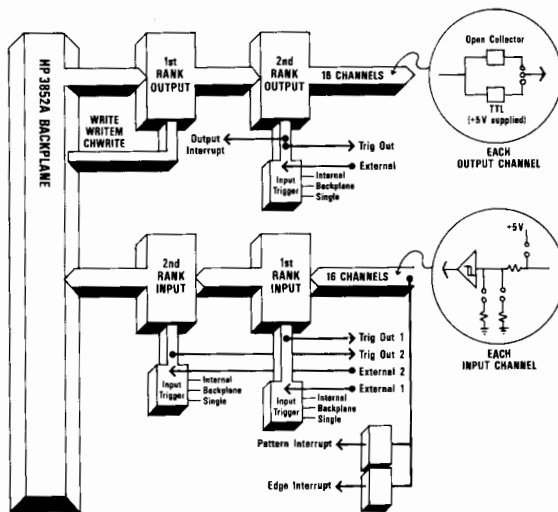 HP 3852A BACKPLANE
1st
RANK
OUTPUT
2nd
RANK
OUTPUT
16 CHANNELS
Open Collector
TTL
(+5V supplied)
EACH
OUTPUT CHANNEL
WRITE
WRITEM
CHWRITE
Output
Interrupt
Trig Out
External
Input
Trigger
Internal
Backplane
Single
2nd
RANK
INPUT
1st
RANK
INPUT
16 CHANNELS
+5V
EACH
INPUT CHANNEL
Trig Out 1
Trig Out 2
External 2
External 1
Input
Trigger
Internal
Backplane
Single
Input
Trigger
Internal
Backplane
Single
Pattern Interrupt
Edge Interrupt